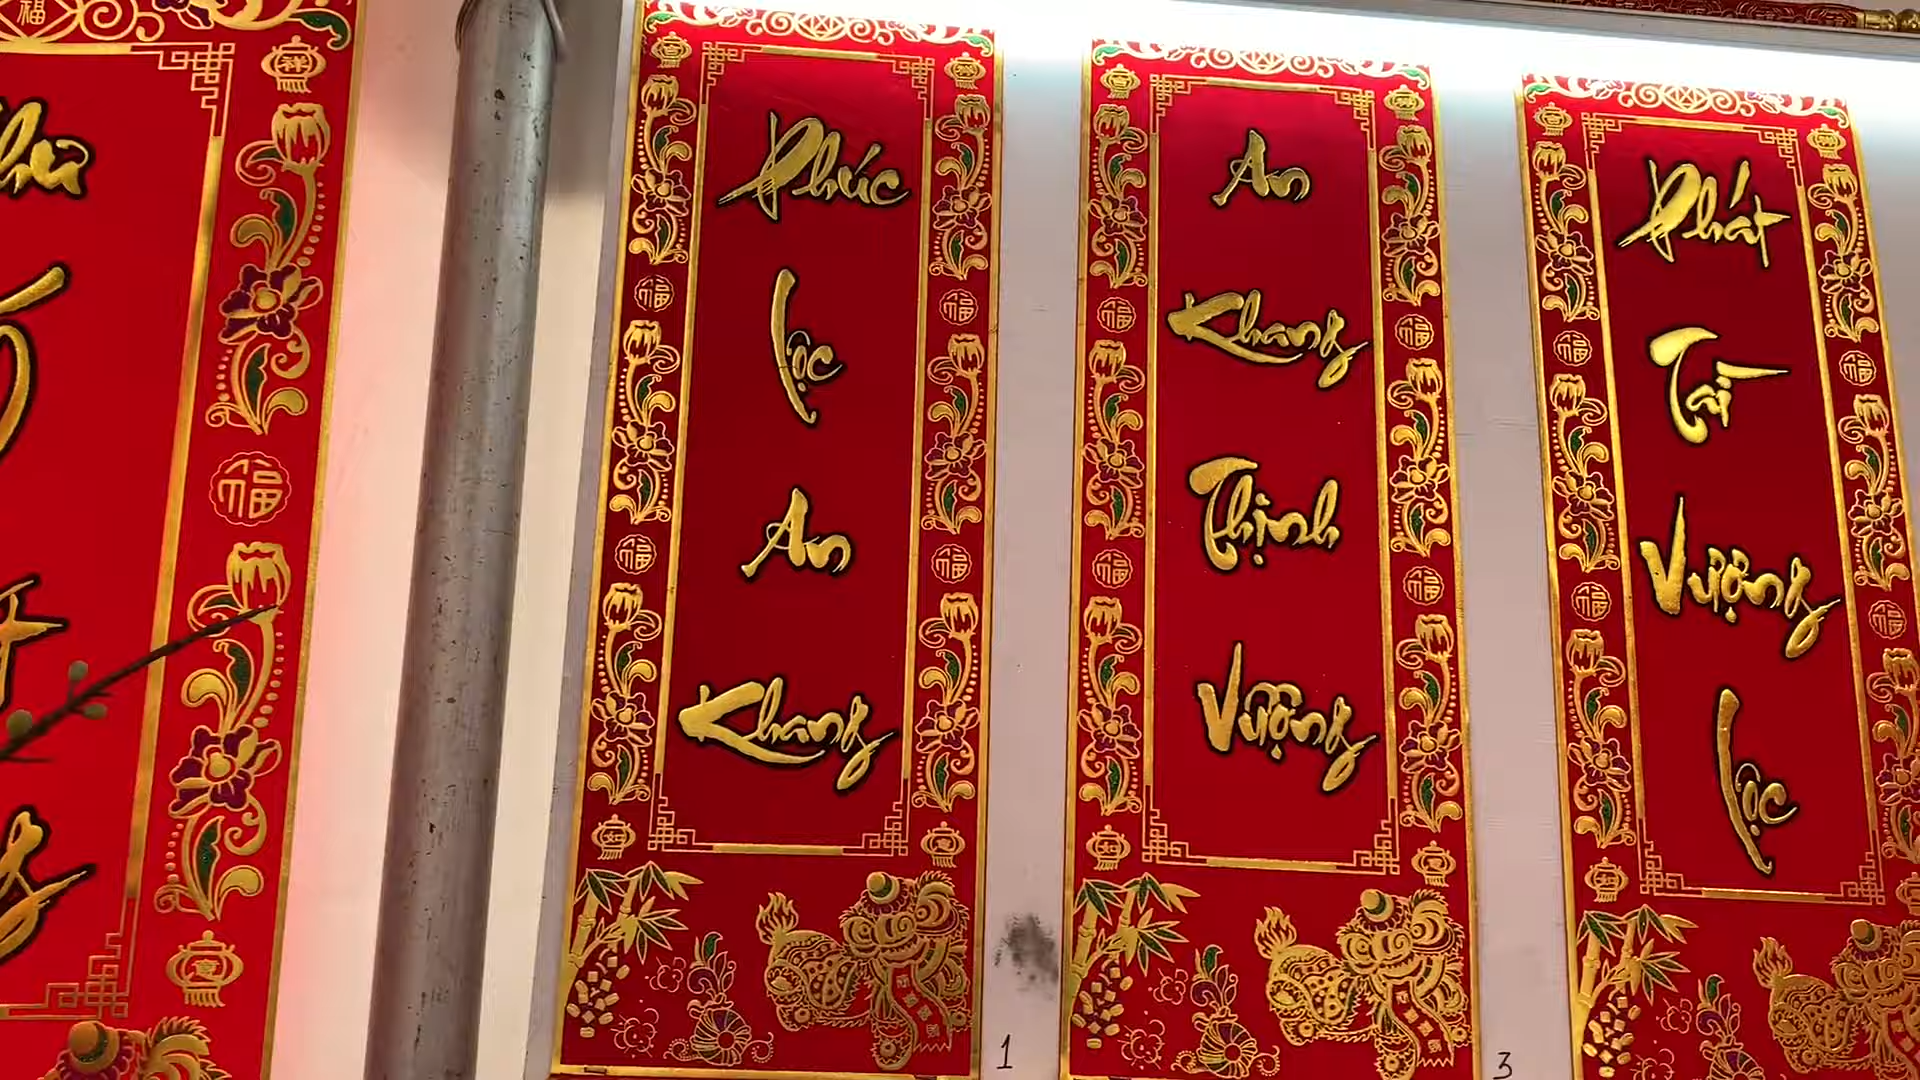 Phúc
Lộc
An
Khang
An
Khang
Thịnh
Vượng
Phát
Tài
Vượng
Lộc
1
3